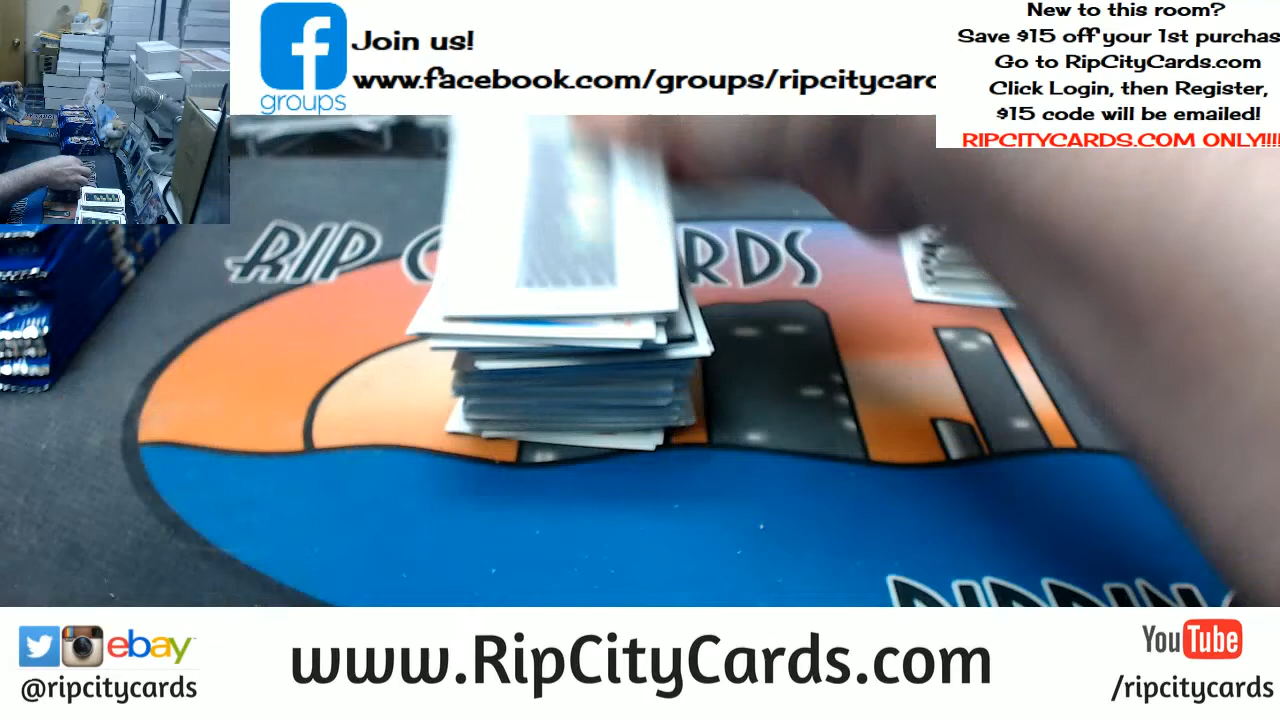 Join us!
groups
www.facebook.com/groups/ripcitycarc
New to this room?
Save $15 off your 1st purchas
Go to RipCityCards.com
Click Login, then Register,
$15 code will be emailed!
RIPCITYCARDS.COM ONLY!!!!
RIP C RDS
ebay
@ripcitycards
www.RipCityCards.com
YouTube
/ripcitycards